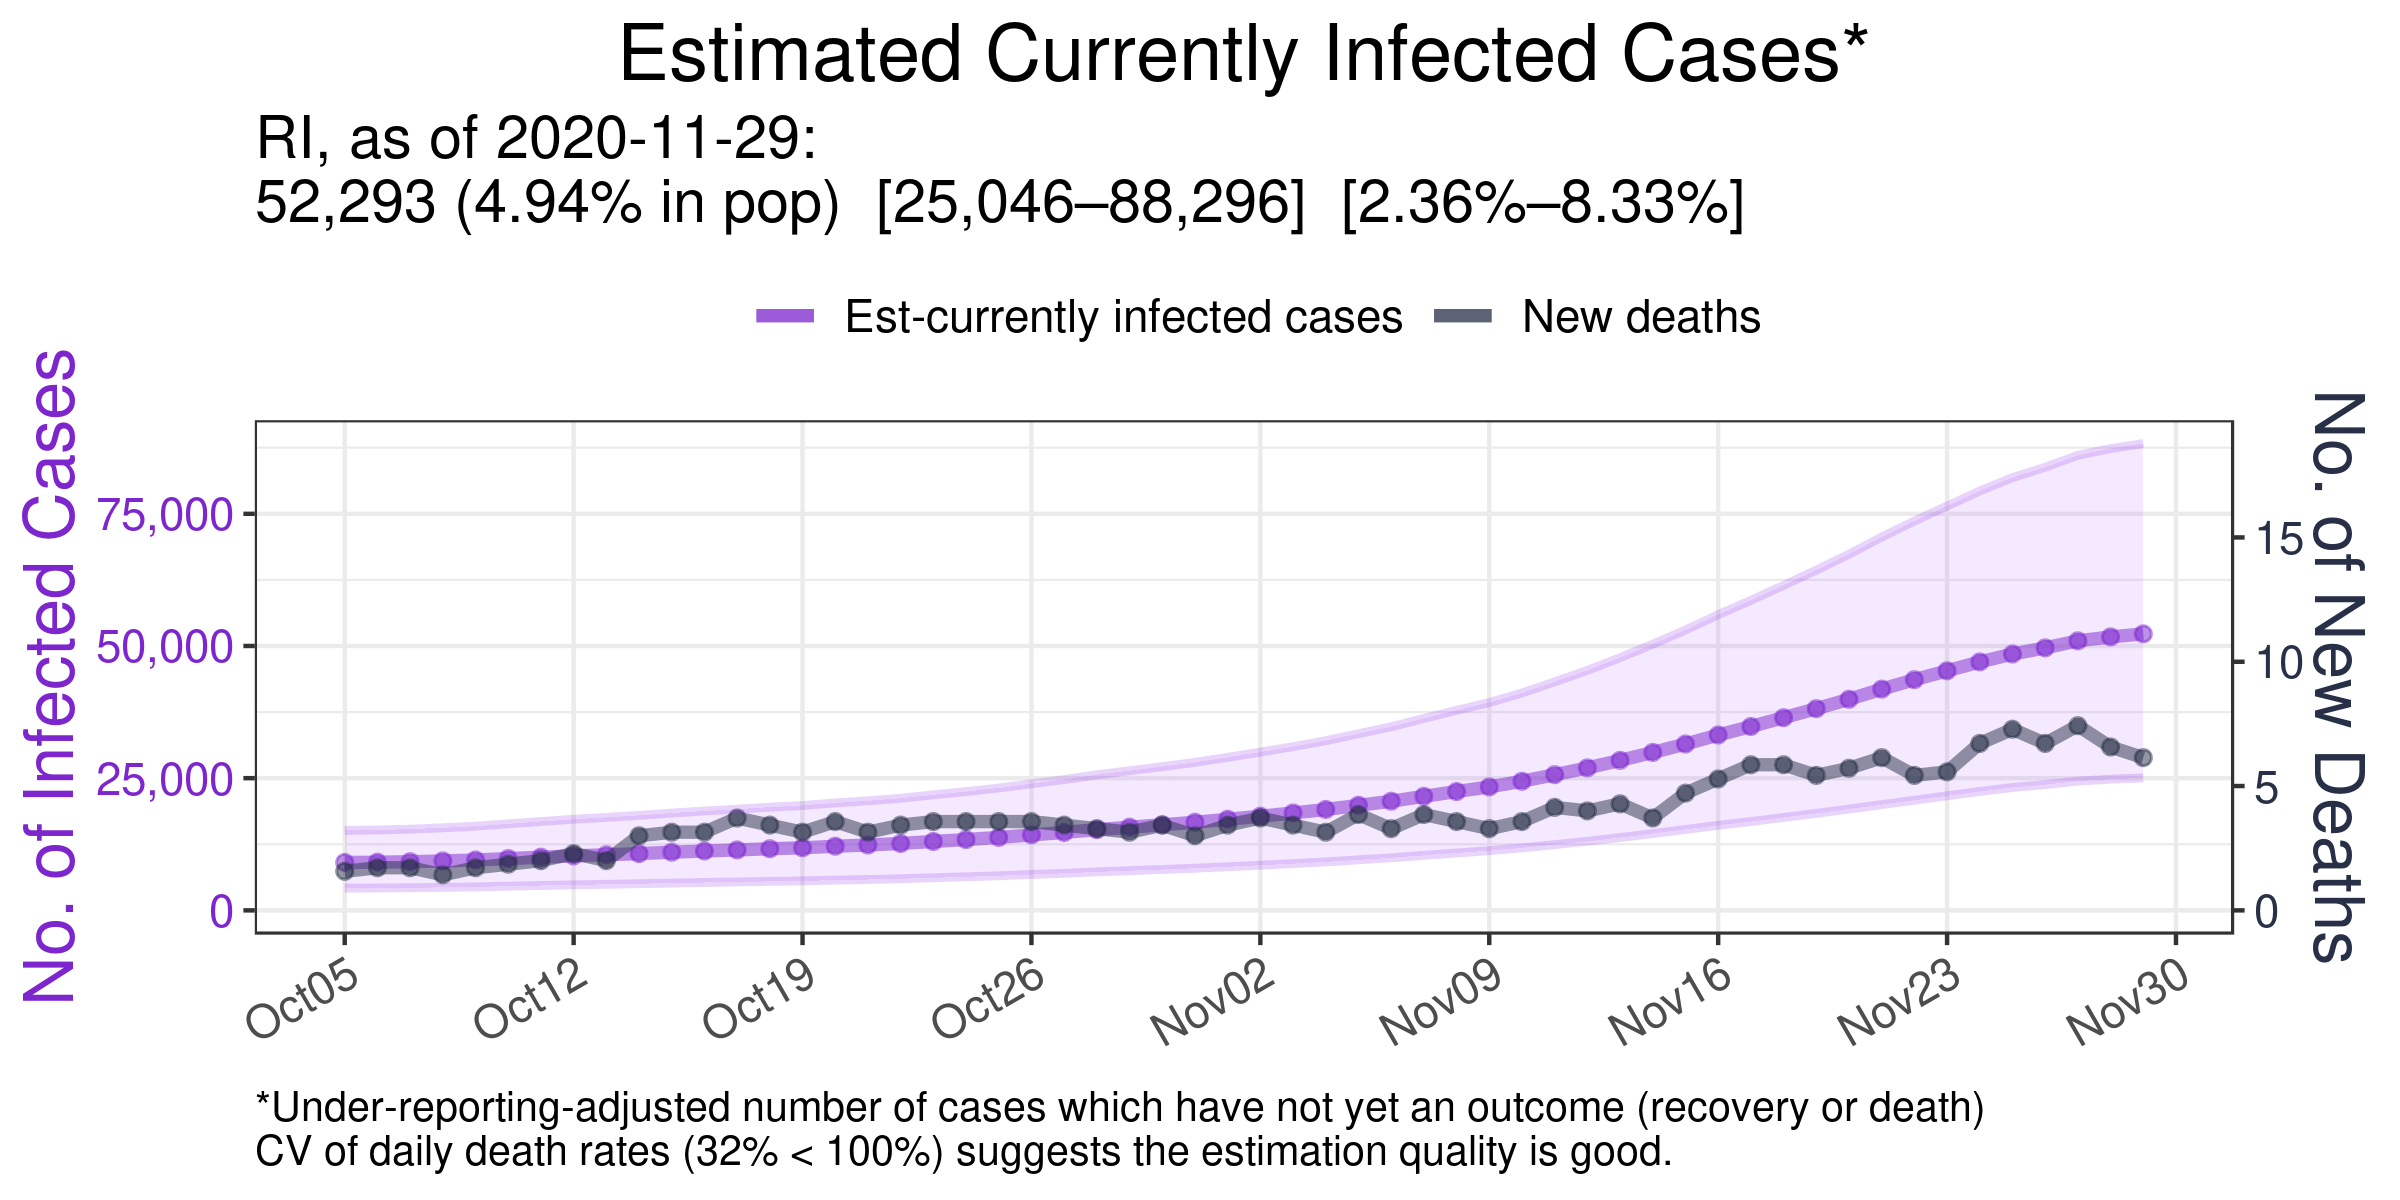 Estimated Currently Infected Cases*
RI, as of 2020-11-29:
52,293 (4.94% in pop)  [25,046–88,296]  [2.36%–8.33%]
Est-currently infected cases
New deaths
No. of Infected Cases
75,000
50,000
25,000
0
15
10
5
0
No. of New Deaths
Oct05
Oct12
Oct19
Oct26
Nov02
Nov09
Nov16
Nov23
Nov30
*Under-reporting-adjusted number of cases which have not yet an outcome (recovery or death)
CV of daily death rates (32% < 100%) suggests the estimation quality is good.